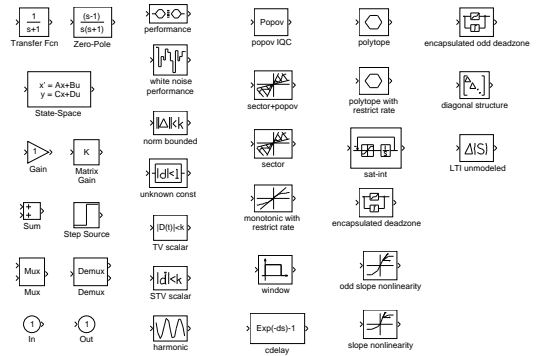 1
s+1
Transfer Fcn
(s-1)
s(s+1)
Zero-Pole
performance
Popov
popov IQC
polytope
encapsulated odd deadzone
x' = Ax+Bu
y = Cx+Du
State-Space
white noise
performance
sector+popov
polytope with
restrict rate
diagonal structure
1
Gain
K
Matrix
Gain
||Δ||<k
norm bounded
sector
sat-int
Δ(S)
LTI unmodeled
+
+
Sum
Step Source
|d|<1
unknown const
monotonic with
restrict rate
encapsulated deadzone
|D(t)|<k
TV scalar
Mux
Mux
Demux
Demux
|ḋ|<k
STV scalar
window
odd slope nonlinearity
1
In
1
Out
harmonic
Exp(-ds)-1
cdelay
slope nonlinearity